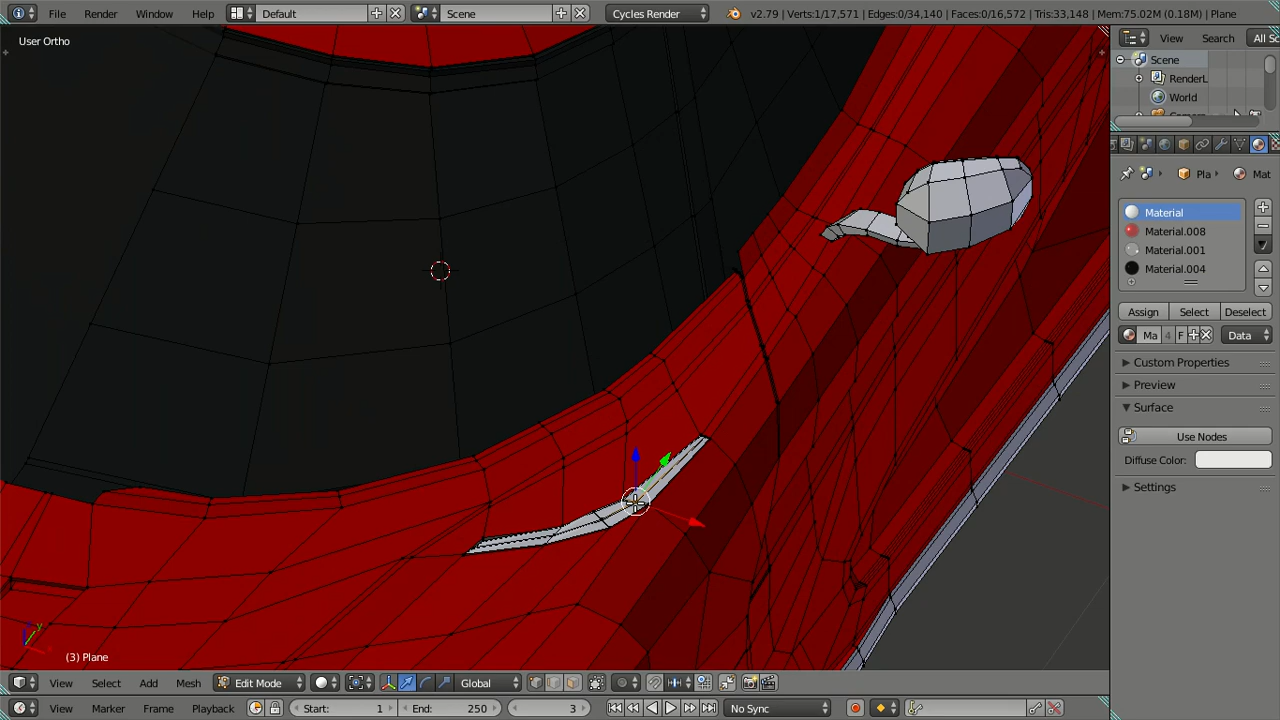 File Render Window Help Default Scene Cycles Render v2.79 | Verts:1/17,571 | Edges:0/34,140 | Faces:0/16,572 | Tris:33,148 | Mem:75.02M (0.18M) | Plane
User Ortho
View Search All Sc
Scene
RenderL
World
Pla Mat
Material
Material.008
Material.001
Material.004
Assign Select Deselect
Ma 4 F Data
Custom Properties
Preview
Surface
Use Nodes
Diffuse Color:
Settings
z y
(3) Plane
View Select Add Mesh Edit Mode Global
View Marker Frame Playback Start: 1 End: 250 3 No Sync